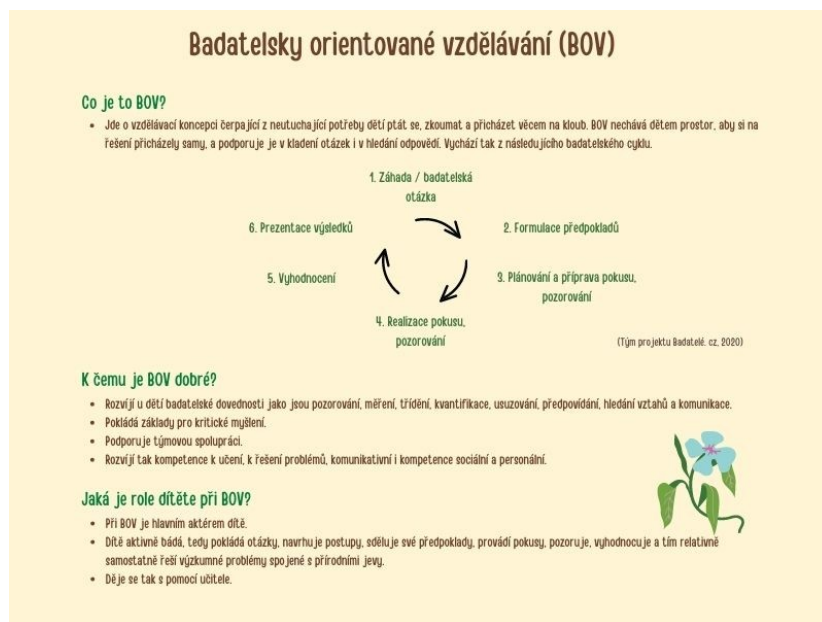 Badatelsky orientované vzdělávání (BOV)
Co je to BOV?
• Jde o vzdělávací koncepci čerpající z neutuchající potřeby dětí ptát se, zkoumat a přicházet věcem na kloub. BOV nechává dětem prostor, aby si na
řešení přicházely samy, a podporuje je v kladení otázek i v hledání odpovědí. Vychází tak z následujícího badatelského cyklu.
1. Záhada / badatelská
otázka
2. Formulace předpokladů
3. Plánování a příprava pokusu,
pozorování
4. Realizace pokusu,
pozorování
5. Vyhodnocení
6. Prezentace výsledků
(Tým projektu Badatelé. cz, 2020)
K čemu je BOV dobré?
• Rozvíjí u dětí badatelské dovednosti jako jsou pozorování, měření, třídění, kvantifikace, usuzování, předpovídání, hledání vztahů a komunikace.
• Pokládá základy pro kritické myšlení.
• Podporuje týmovou spolupráci.
• Rozvíjí tak kompetence k učení, k řešení problémů, komunikativní i kompetence sociální a personální.
Jaká je role dítěte při BOV?
• Při BOV je hlavním aktérem dítě.
• Dítě aktivně bádá, tedy pokládá otázky, navrhuje postupy, sděluje své předpoklady, provádí pokusy, pozoruje, vyhodnocuje a tím relativně
samostatně řeší výzkumné problémy spojené s přírodními jevy.
• Děje se tak s pomocí učitele.